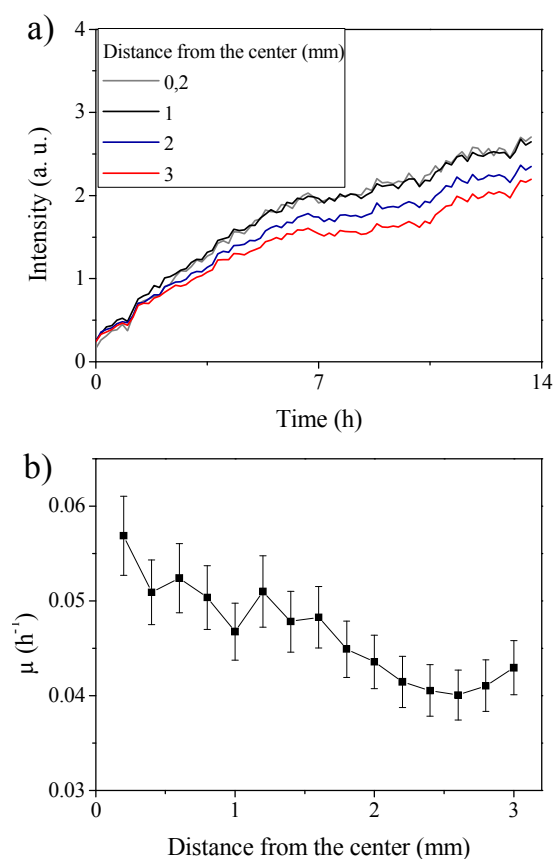 a)
4
3
2
1
0
Intensity (a. u.)
Distance from the center (mm)
0,2
1
2
3
0
7
14
Time (h)
b)
0.06
0.05
0.04
0.03
μ (h⁻¹)
0
1
2
3
Distance from the center (mm)